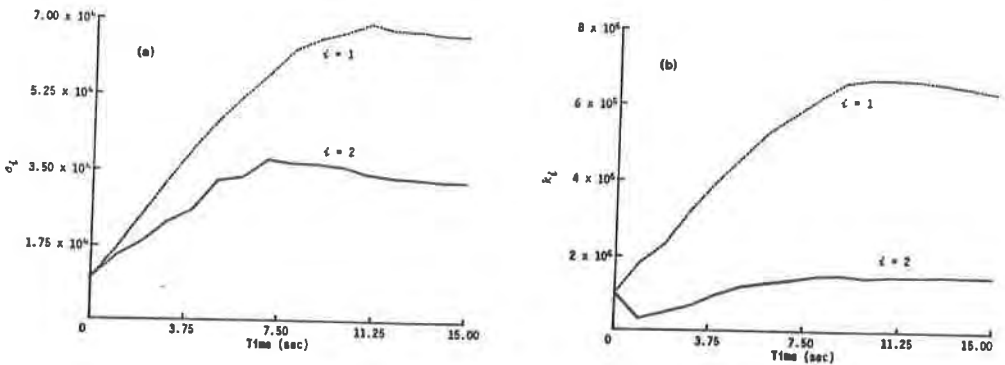 7.00 x 10⁴
(a)
i = 1
5.25 x 10⁴
3.50 x 10⁴
i = 2
1.75 x 10⁴
0
3.75
7.50
11.25
15.00
Time (sec)
8 x 10⁶
(b)
6 x 10⁶
i = 1
4 x 10⁶
k_i
2 x 10⁶
i = 2
0
3.75
7.50
11.25
15.00
Time (sec)